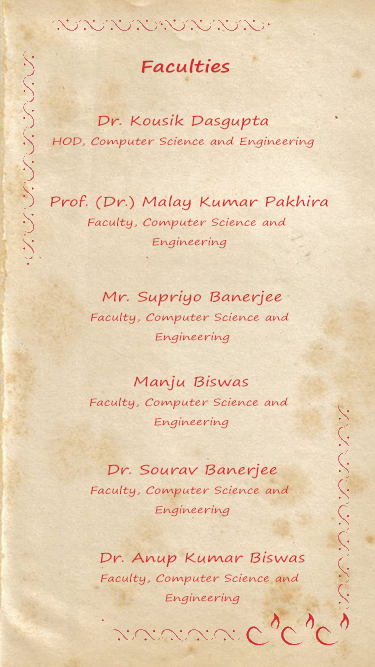 Faculties
Dr. Kousik Dasgupta
HOD, Computer Science and Engineering
Prof. (Dr.) Malay Kumar Pakhira
Faculty, Computer Science and
Engineering
Mr. Supriyo Banerjee
Faculty, Computer Science and
Engineering
Manju Biswas
Faculty, Computer Science and
Engineering
Dr. Sourav Banerjee
Faculty, Computer Science and
Engineering
Dr. Anup Kumar Biswas
Faculty, Computer Science and
Engineering